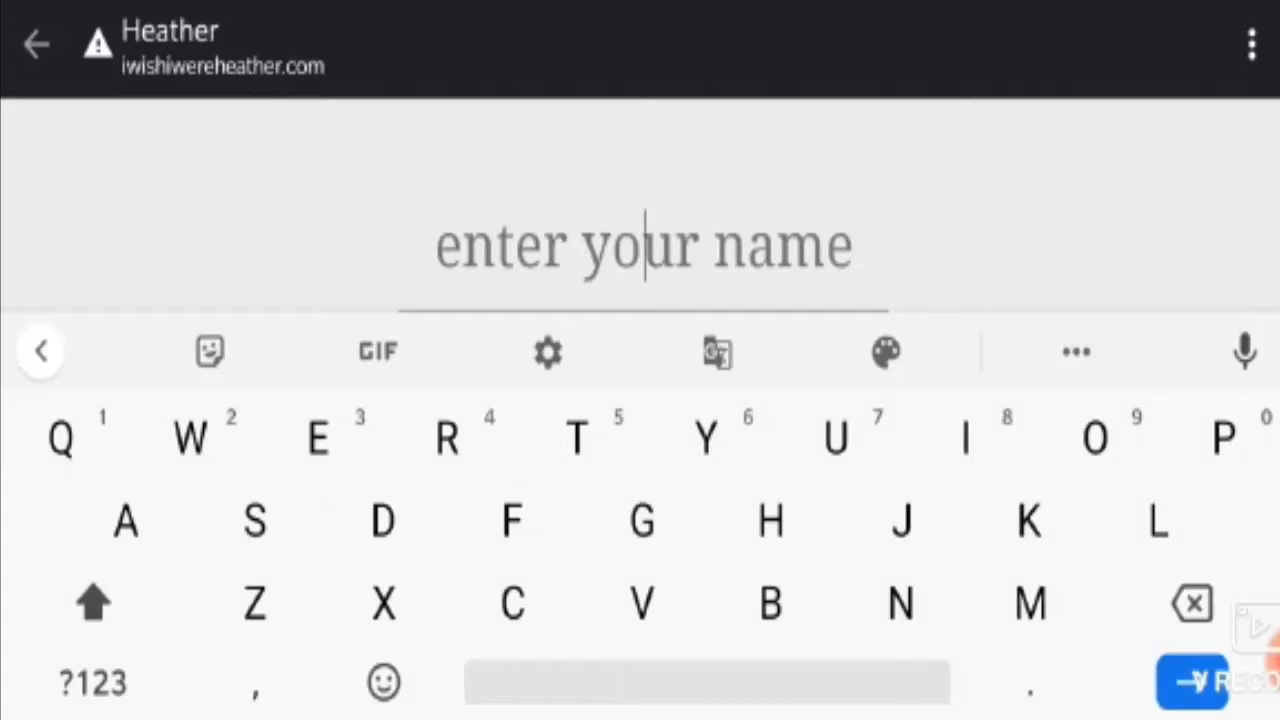 Heather
iwishiwereheather.com
enter your name
GIF
Q 1 W 2 E 3 R 4 T 5 Y 6 U 7 I 8 O 9 P 0
A S D F G H J K L
Z X C V B N M
?123 , .